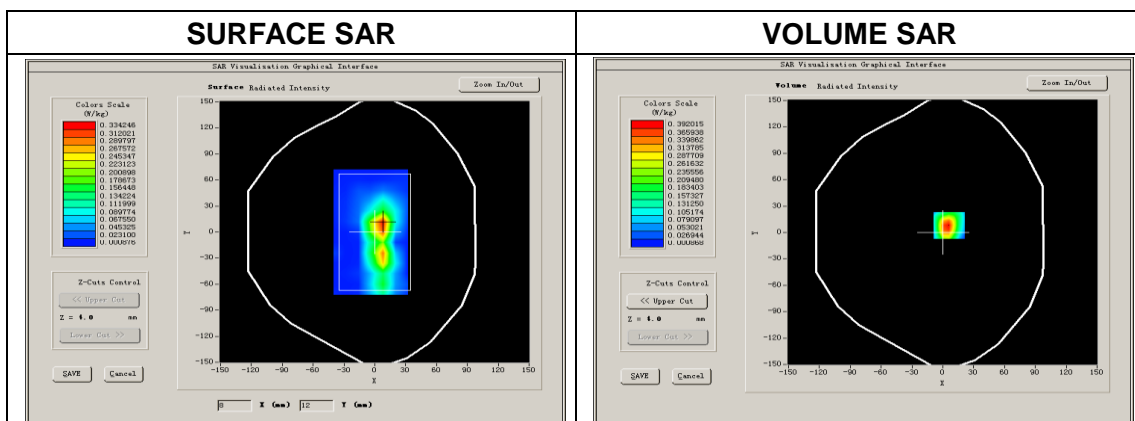 SURFACE SAR
SAR Visualisation Graphical Interface
Surface Radiated Intensity
Zoom In/Out
Colors Scale
(W/kg)
0.334246
0.312021
0.289797
0.267572
0.245347
0.223123
0.200898
0.178673
0.156448
0.134224
0.111999
0.089774
0.067550
0.045325
0.023100
0.000876
Z-Cuts Control
<< Upper Cut
Z = 4.0 mm
Lower Cut >>
SAVE Cancel
150
120
90
60
30
0
-30
-60
-90
-120
-150
Y
-150 -120 -90 -60 -30 0 30 60 90 120 150
X
8 X (mm) 12 Y (mm)
VOLUME SAR
SAR Visualisation Graphical Interface
Volume Radiated Intensity
Zoom In/Out
Colors Scale
(W/kg)
0.392015
0.365938
0.339862
0.313785
0.287709
0.261632
0.235556
0.209480
0.183403
0.157327
0.131250
0.105174
0.079097
0.053021
0.026944
0.000868
Z-Cuts Control
<< Upper Cut
Z = 4.0 mm
Lower Cut >>
SAVE Cancel
150
120
90
60
30
0
-30
-60
-90
-120
-150
Y
-150 -120 -90 -60 -30 0 30 60 90 120 150
X